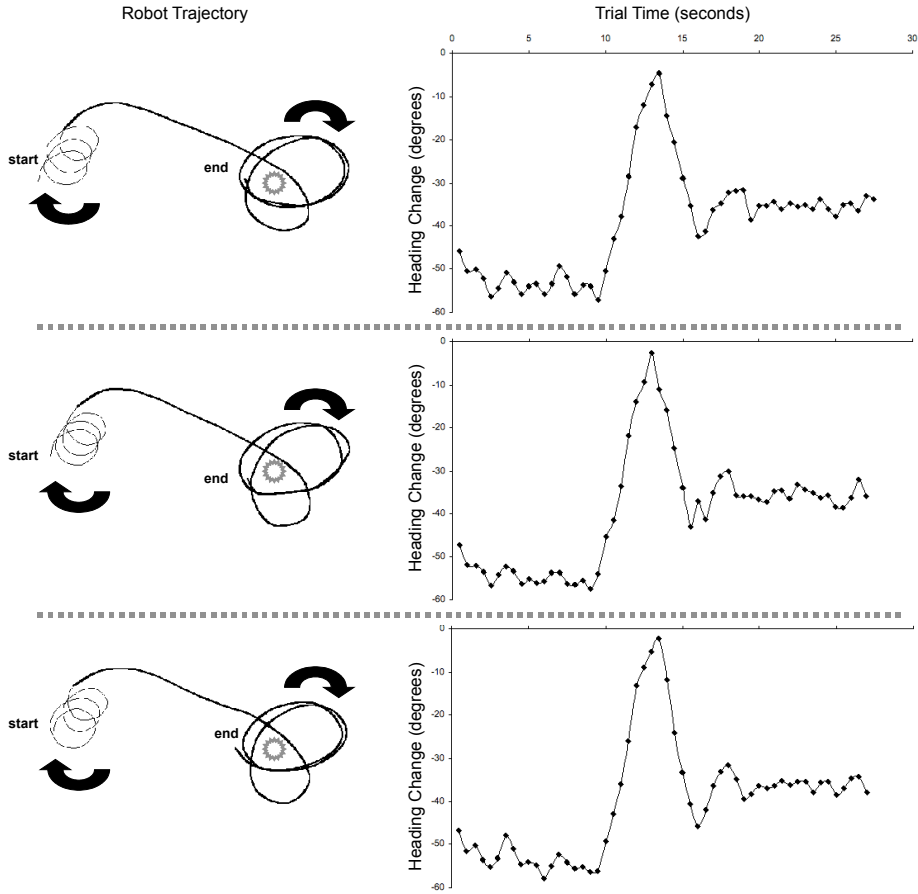 Robot Trajectory
Trial Time (seconds)
0 5 10 15 20 25 30
0
-10
-20
-30
-40
-50
-60
Heading Change (degrees)
start
end
0
-10
-20
-30
-40
-50
-60
Heading Change (degrees)
start
end
0
-10
-20
-30
-40
-50
-60
Heading Change (degrees)
start
end